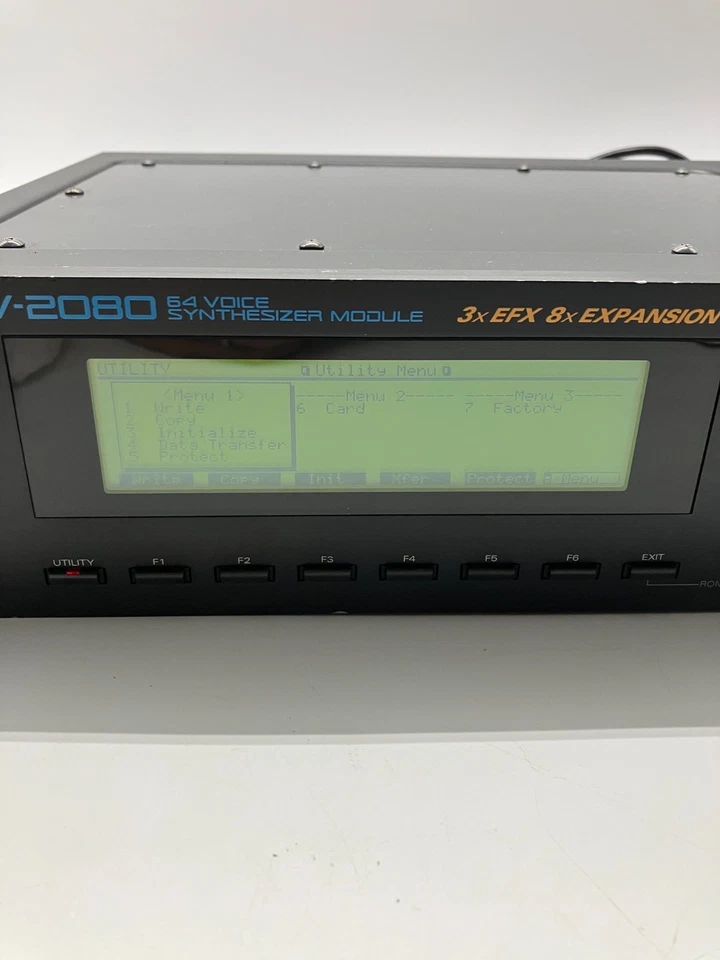 V-2080 64 VOICE
SYNTHESIZER MODULE 3x EFX 8x EXPANSION
UTILITY Utility Menu
<Menu 1> Menu 2 Menu 3
1 Write 6 Card 7 Factory
2 Copy
3 Initialize
4 Data Transfer
5 Protect
Write Copy Init Xfer Protect Menu
UTILITY F1 F2 F3 F4 F5 F6 EXIT
ROM